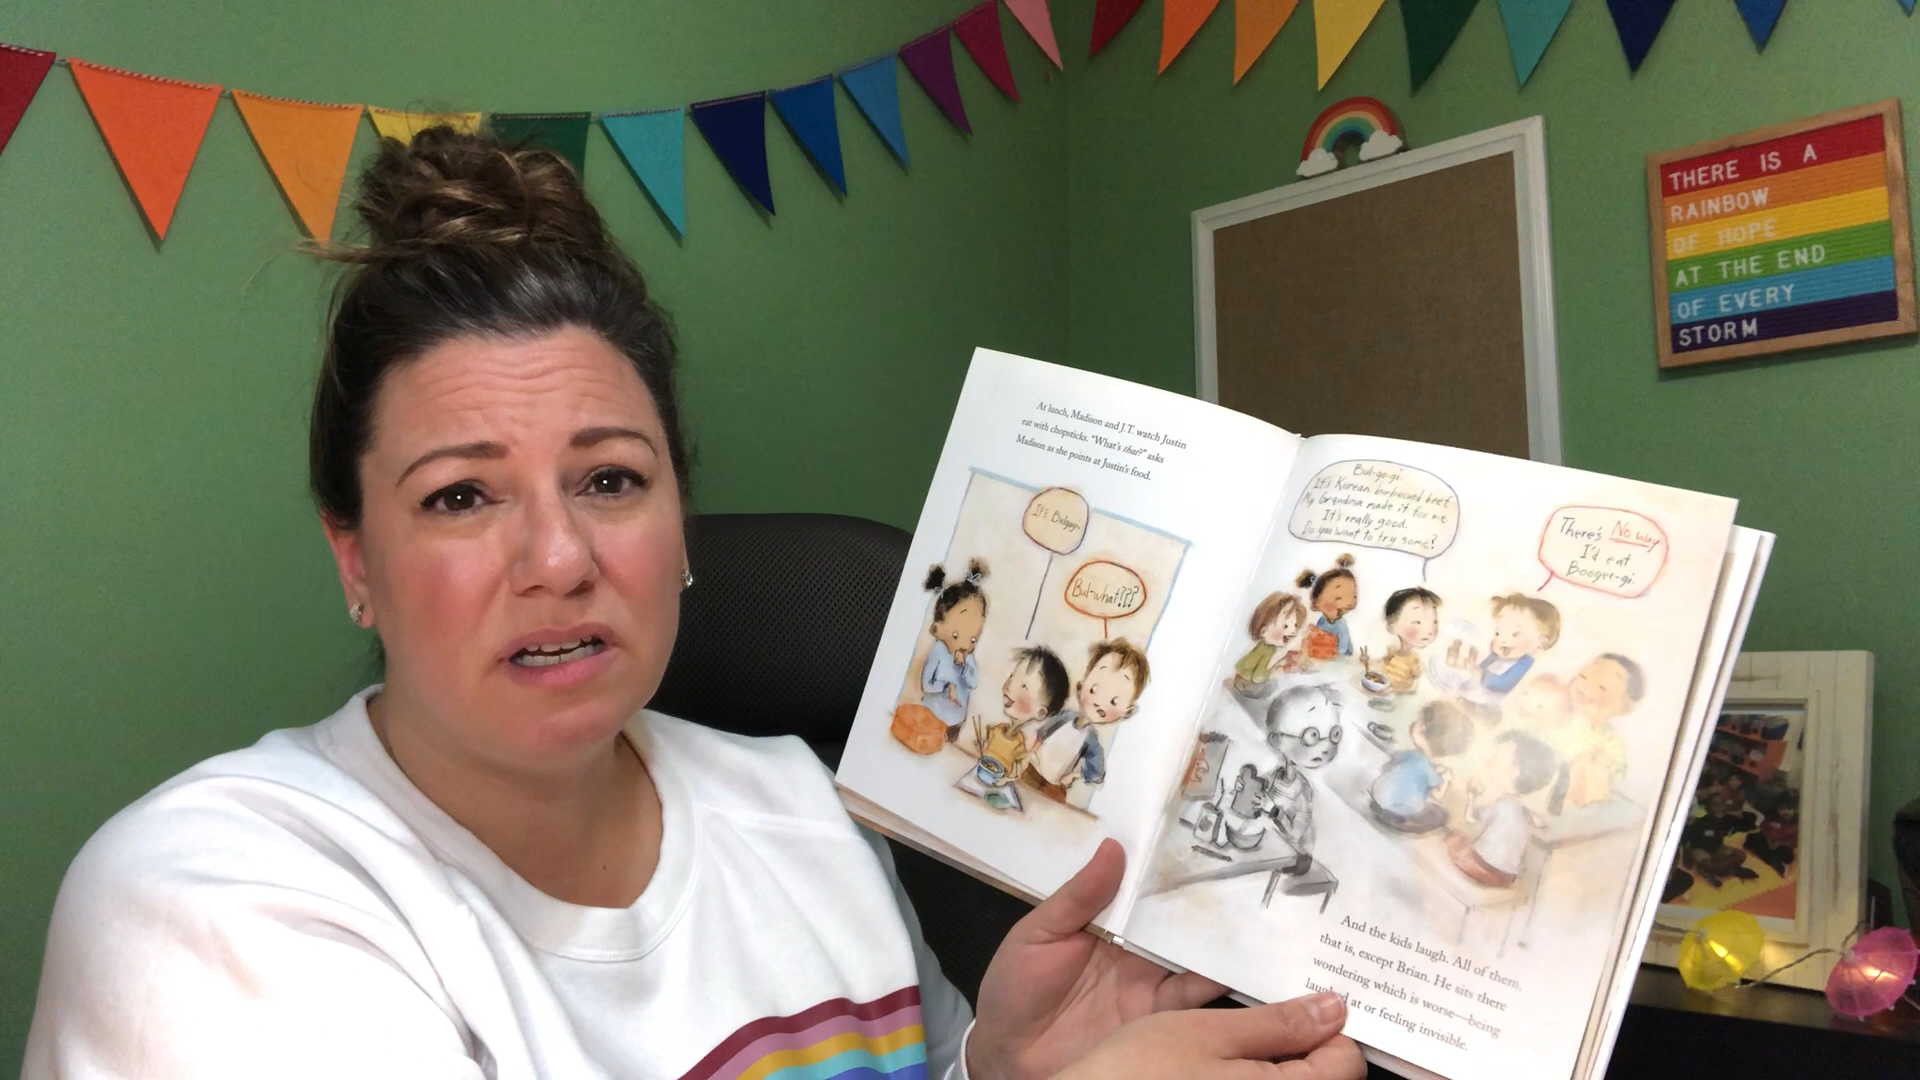 THERE IS A
RAINBOW
OF HOPE
AT THE END
OF EVERY
STORM
At lunch, Madison and J.T. watch Justin
eat with chopsticks. "What's that?" asks
Madison as she points at Justin's food.
It's Bulgogi.
Bul-what???
Bul-go-gi.
It's Korean barbecued beef.
My Grandma made it for me.
It's really good.
Do you want to try some?
There's No way
I'd eat
Booger-gi.
And the kids laugh. All of them,
that is, except Brian. He sits there
wondering which is worse—being
laughed at or feeling invisible.